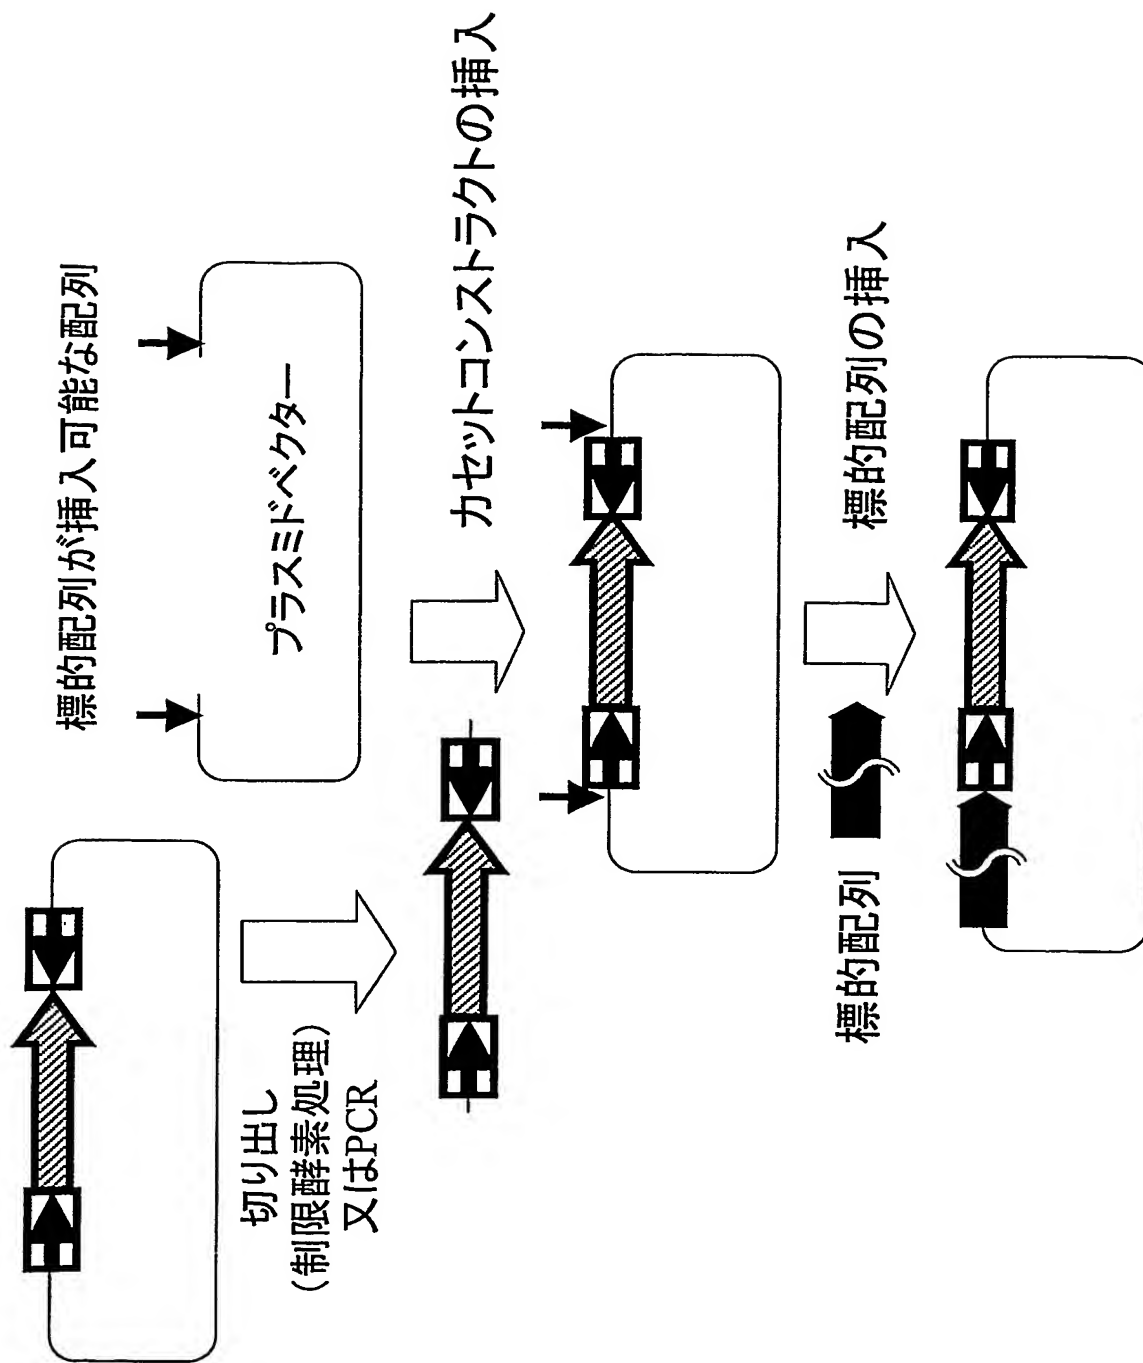 標的配列が挿入可能な配列
プラスミドベクター
切り出し
(制限酵素処理)
又はPCR
カセットコンストラクトの挿入
標的配列
標的配列の挿入